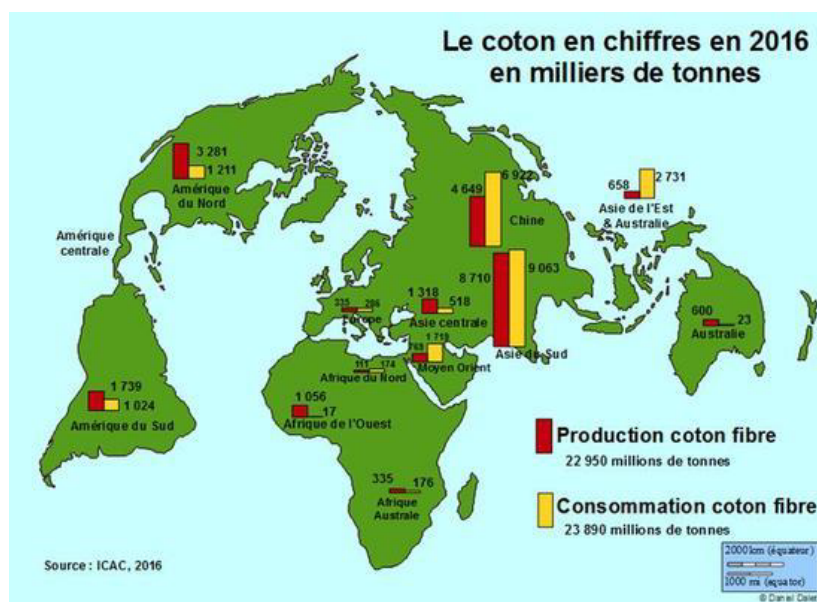 Le coton en chiffres en 2016
en milliers de tonnes
3 281
1 211
Amérique
du Nord
Amérique
centrale
4 649
6 922
Chine
658
2 731
Asie de l'Est
& Australie
8 710
9 063
Asie du Sud
1 318
518
Asie centrale
335
286
Europe
600
23
Australie
1 719
Moyen Orient
111
174
Afrique du Nord
1 739
1 024
Amérique du Sud
1 056
17
Afrique de l'Ouest
335
176
Afrique
Australe
Production coton fibre
22 950 millions de tonnes
Consommation coton fibre
23 890 millions de tonnes
Source : ICAC, 2016
2000 km (équateur)
1000 mi (equator)
© Daniel Dalet